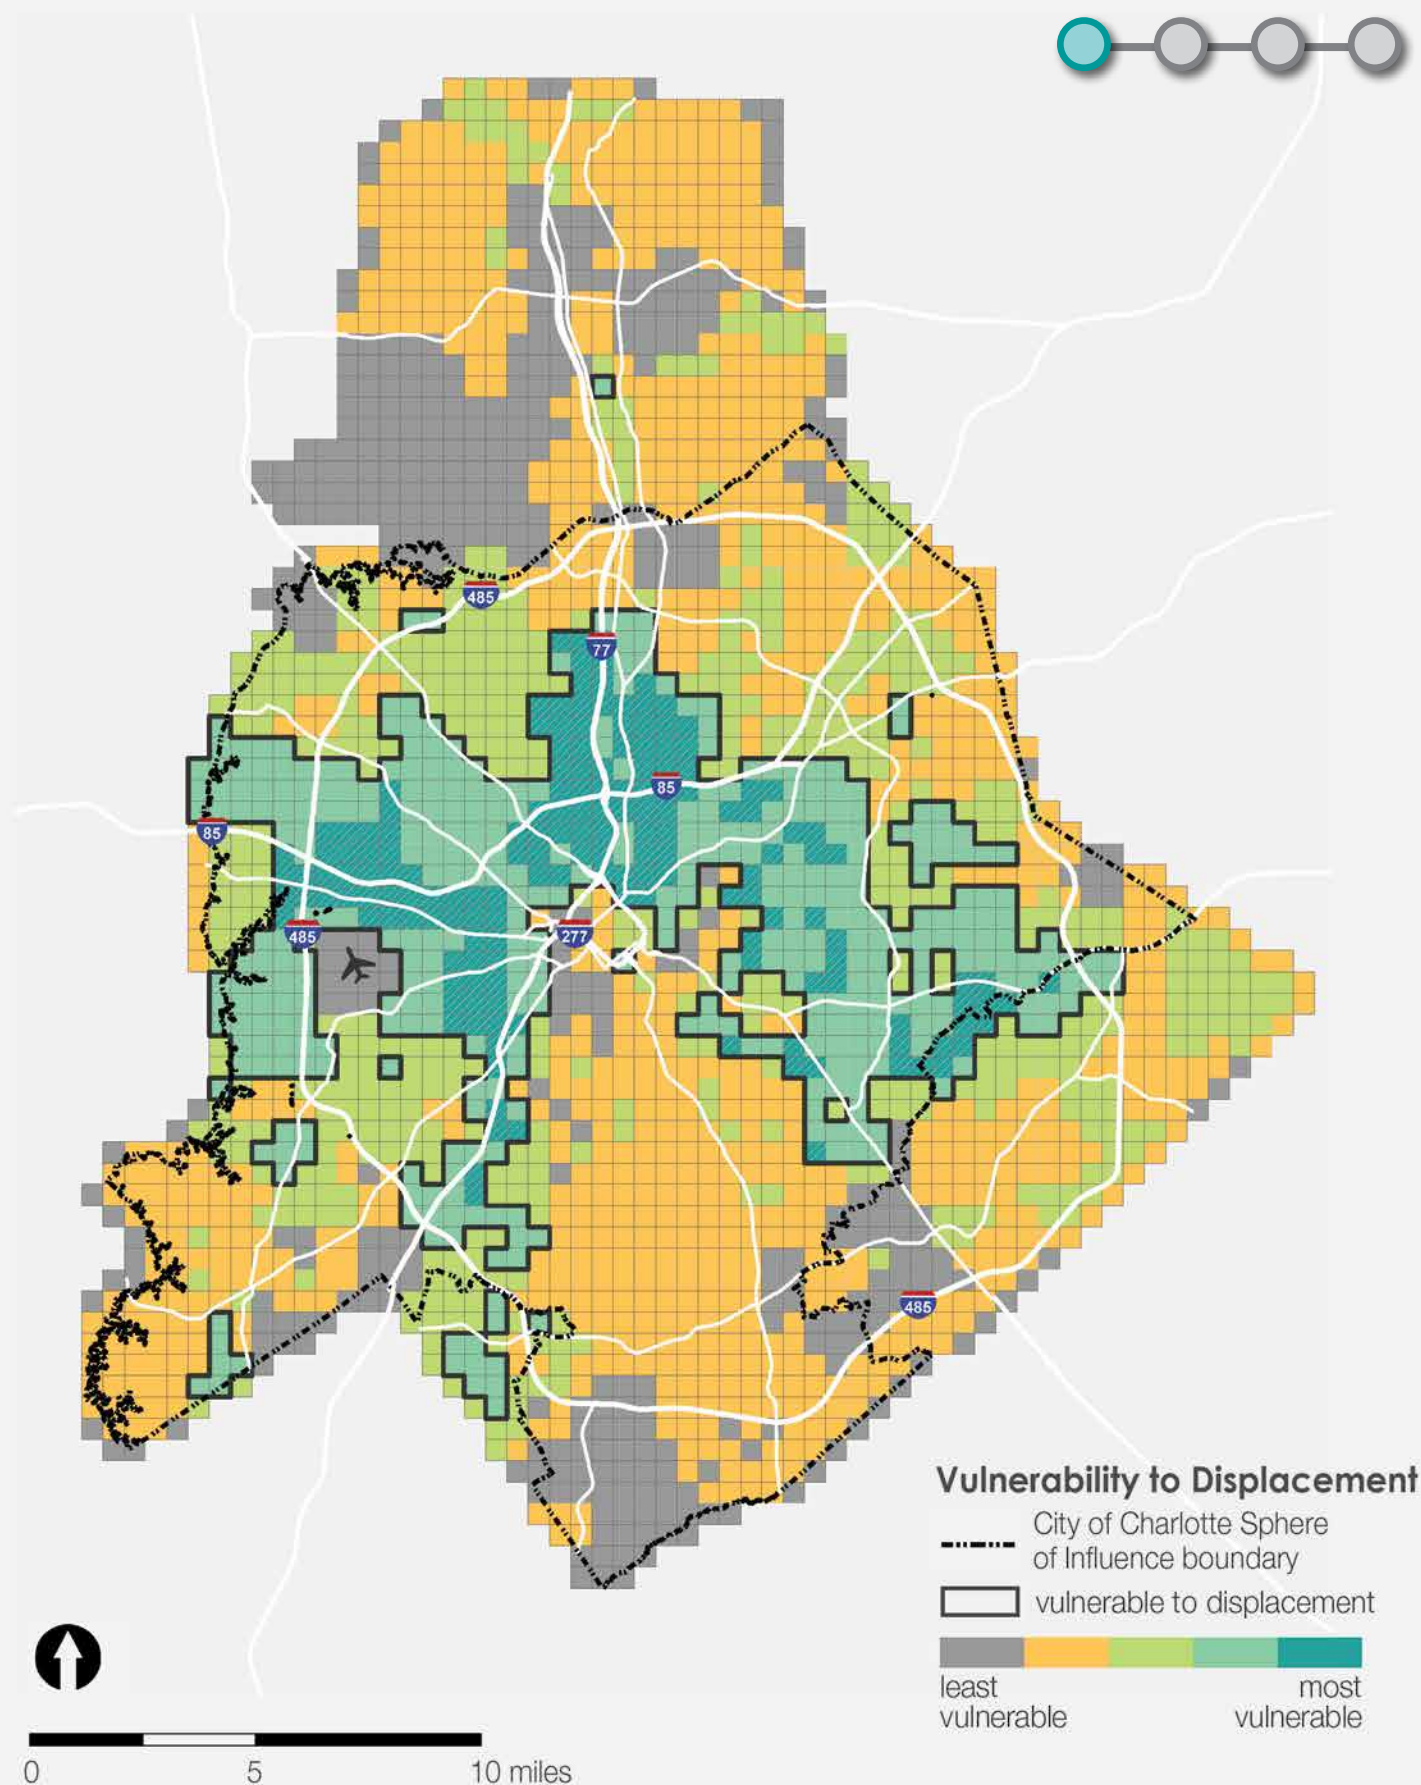 485
77
85
85
485
277
485
Vulnerability to Displacement
City of Charlotte Sphere
of Influence boundary
vulnerable to displacement
least
vulnerable
most
vulnerable
0 5 10 miles